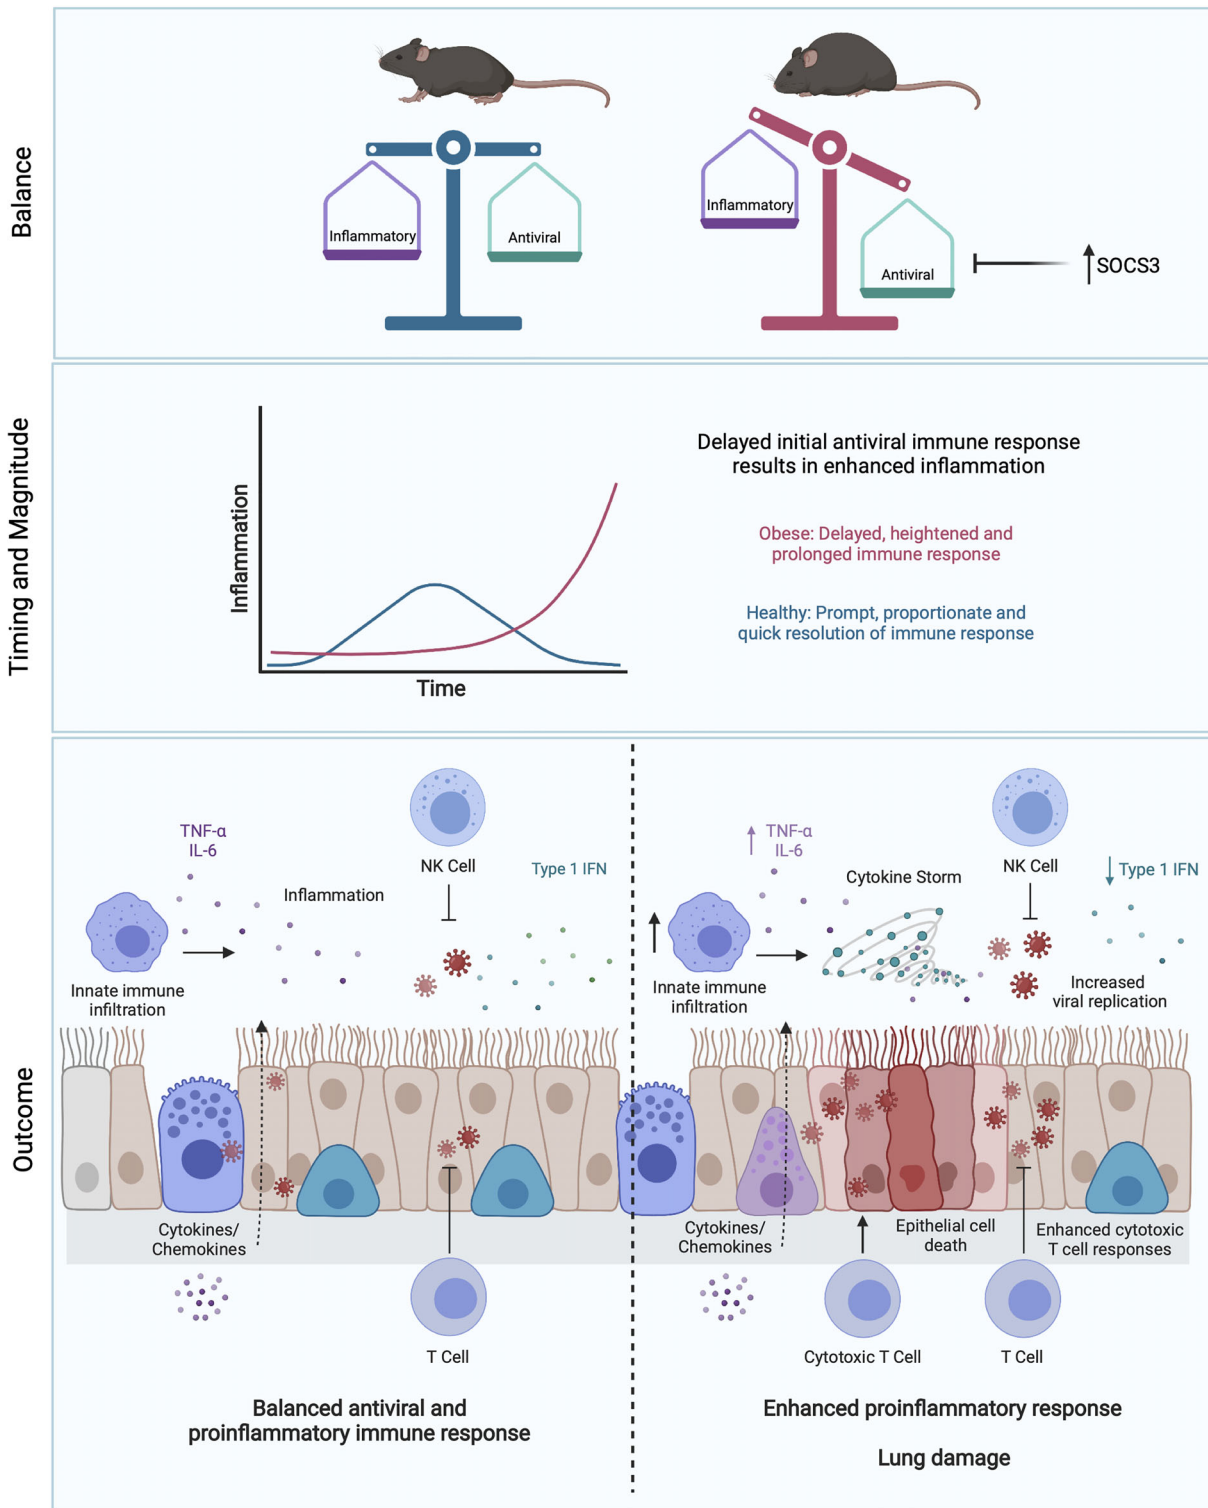 Balance
Inflammatory
Antiviral
Inflammatory
Antiviral
SOCS3
Timing and Magnitude
Inflammation
Time
Delayed initial antiviral immune response
results in enhanced inflammation
Obese: Delayed, heightened and
prolonged immune response
Healthy: Prompt, proportionate and
quick resolution of immune response
Outcome
TNF-α
IL-6
Inflammation
NK Cell
Type 1 IFN
Innate immune
infiltration
Cytokines/
Chemokines
T Cell
Balanced antiviral and
proinflammatory immune response
TNF-α
IL-6
Cytokine Storm
NK Cell
Type 1 IFN
Innate immune
infiltration
Increased
viral replication
Cytokines/
Chemokines
Epithelial cell
death
Enhanced cytotoxic
T cell responses
Cytotoxic T Cell
T Cell
Enhanced proinflammatory response
Lung damage